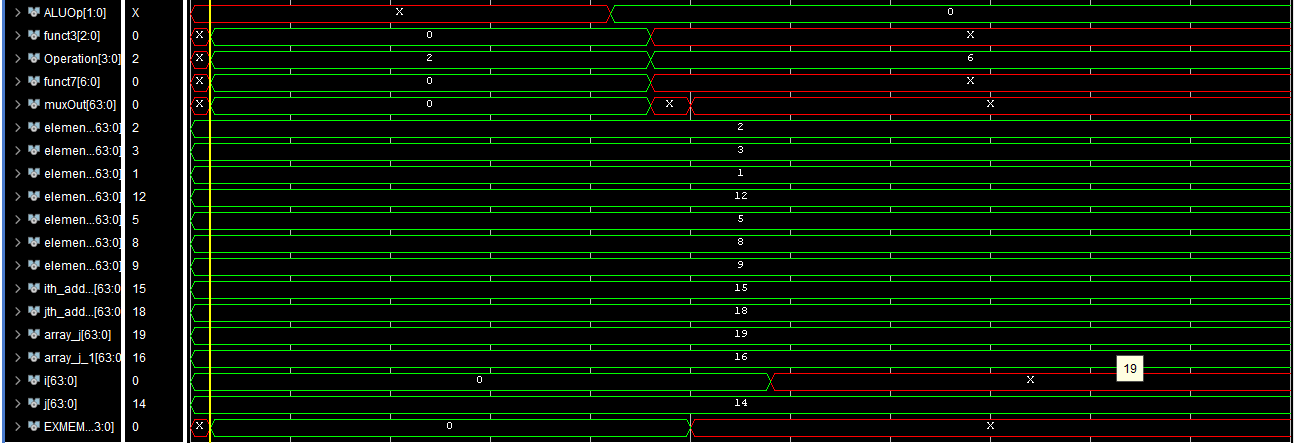 ALUOp[1:0] X X 0
funct3[2:0] 0 X 0 X
Operation[3:0] 2 X 2 6
funct7[6:0] 0 X 0 X
muxOut[63:0] 0 X 0 X X
elemen...63:0] 2 2
elemen...63:0] 3 3
elemen...63:0] 1 1
elemen...63:0] 12 12
elemen...63:0] 5 5
elemen...63:0] 8 8
elemen...63:0] 9 9
ith_add...[63:0 15 15
jth_add...[63:0 18 18
array_j[63:0] 19 19
array_j_1[63:0 16 16
i[63:0] 0 0 X 19
j[63:0] 14 14
EXMEM...3:0] 0 X 0 X